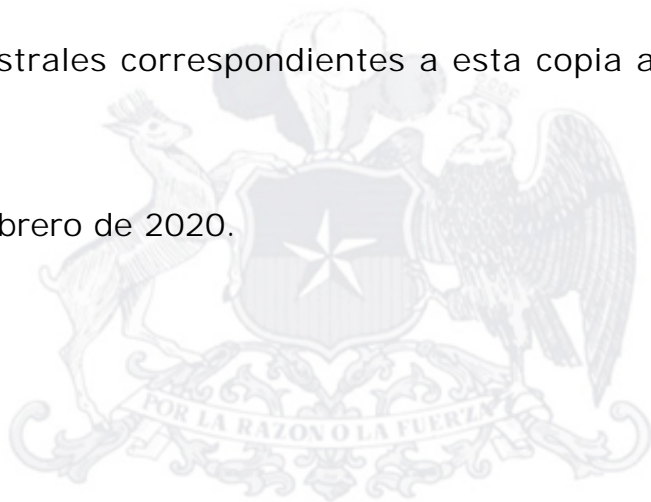 strales correspondientes a esta copia a
brero de 2020.
POR LA RAZON O LA FUERZA